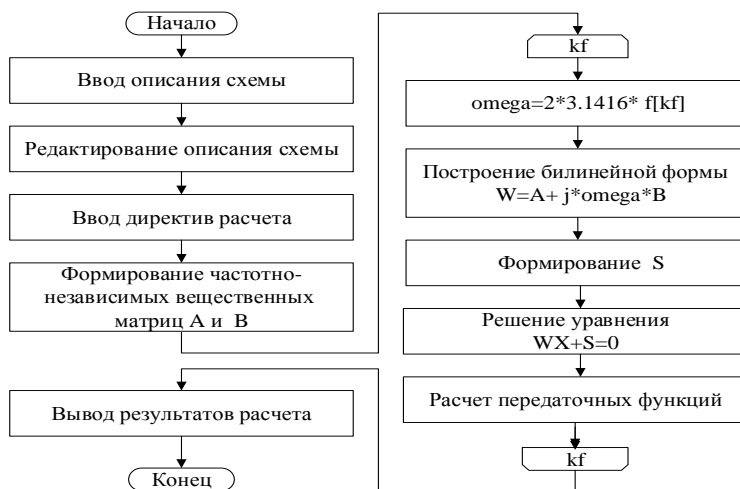 Начало
Ввод описания схемы
Редактирование описания схемы
Ввод директив расчета
Формирование частотно-
независимых вещественных
матриц А и В
kf
omega=2*3.1416* f[kf]
Построение билинейной формы
W=A+ j*omega*B
Формирование S
Решение уравнения
WX+S=0
Расчет передаточных функций
kf
Вывод результатов расчета
Конец